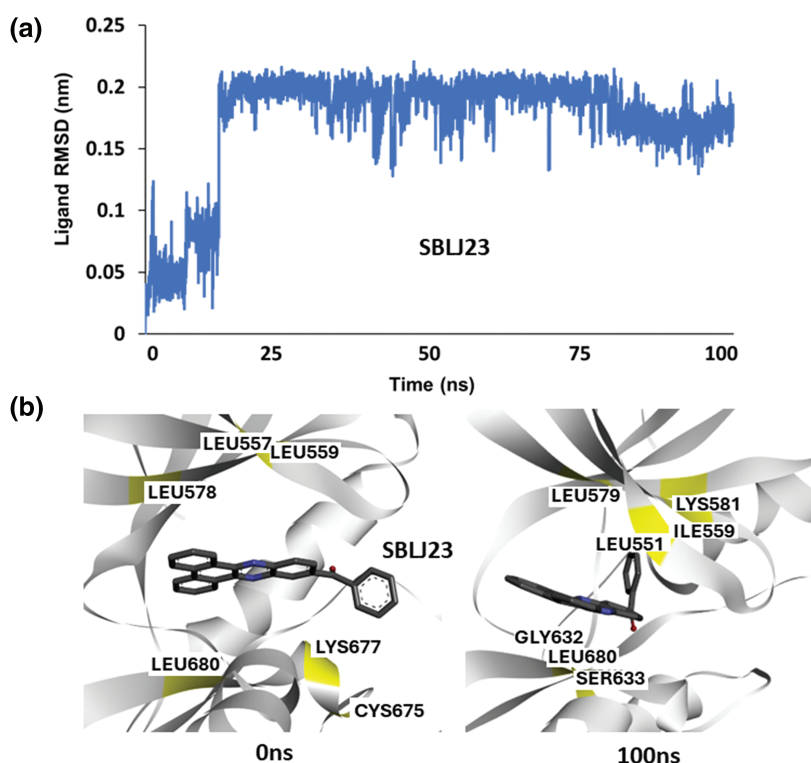 (a)
0.25
0.2
0.15
0.1
0.05
0
Ligand RMSD (nm)
SBLJ23
0 25 50 75 100
Time (ns)
(b)
LEU557
LEU559
LEU578
SBLJ23
LYS677
LEU680
CYS675
0ns
LEU579
LYS581
ILE559
LEU551
GLY632
LEU680
SER633
100ns